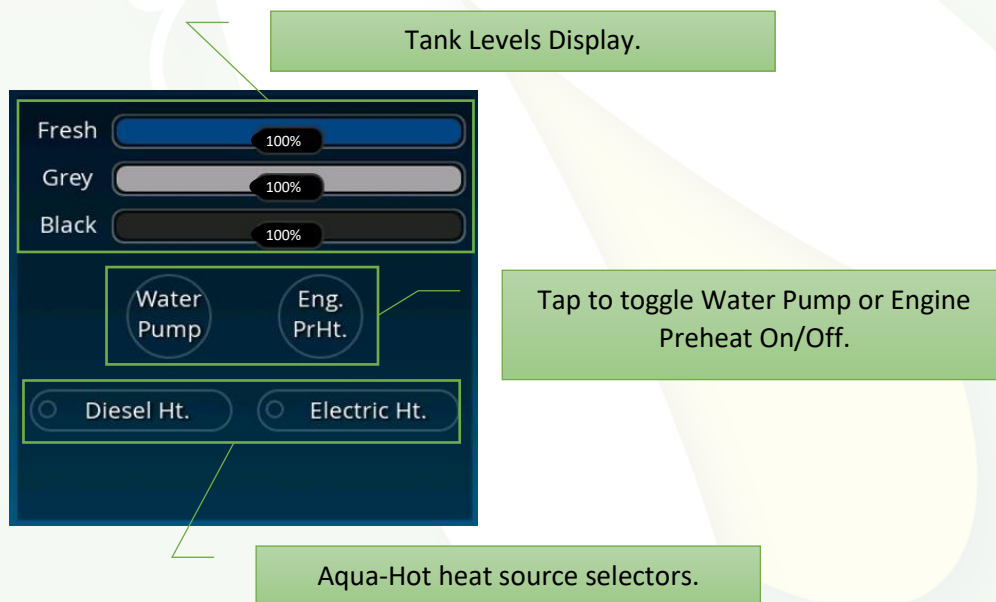 Tank Levels Display.
Fresh
100%
Grey
100%
Black
100%
Water
Pump
Eng.
PrHt.
Tap to toggle Water Pump or Engine
Preheat On/Off.
Diesel Ht.
Electric Ht.
Aqua-Hot heat source selectors.